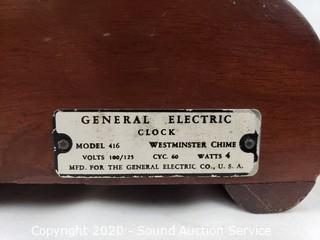 GENERAL ELECTRIC
CLOCK
MODEL 416 WESTMINSTER CHIME
VOLTS 100/125 CYC. 60 WATTS 4
MFD. FOR THE GENERAL ELECTRIC CO., U. S. A.
Copyright 2020 - Sound Auction Service